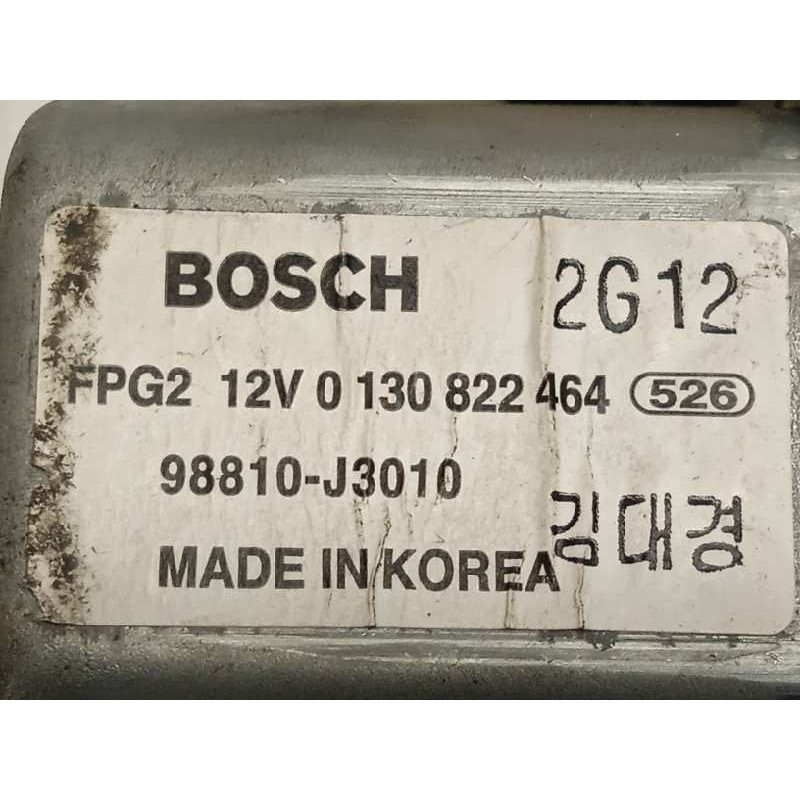 BOSCH 2G12
FPG2 12V 0 130 822 464 526
98810-J3010
김대경
MADE IN KOREA